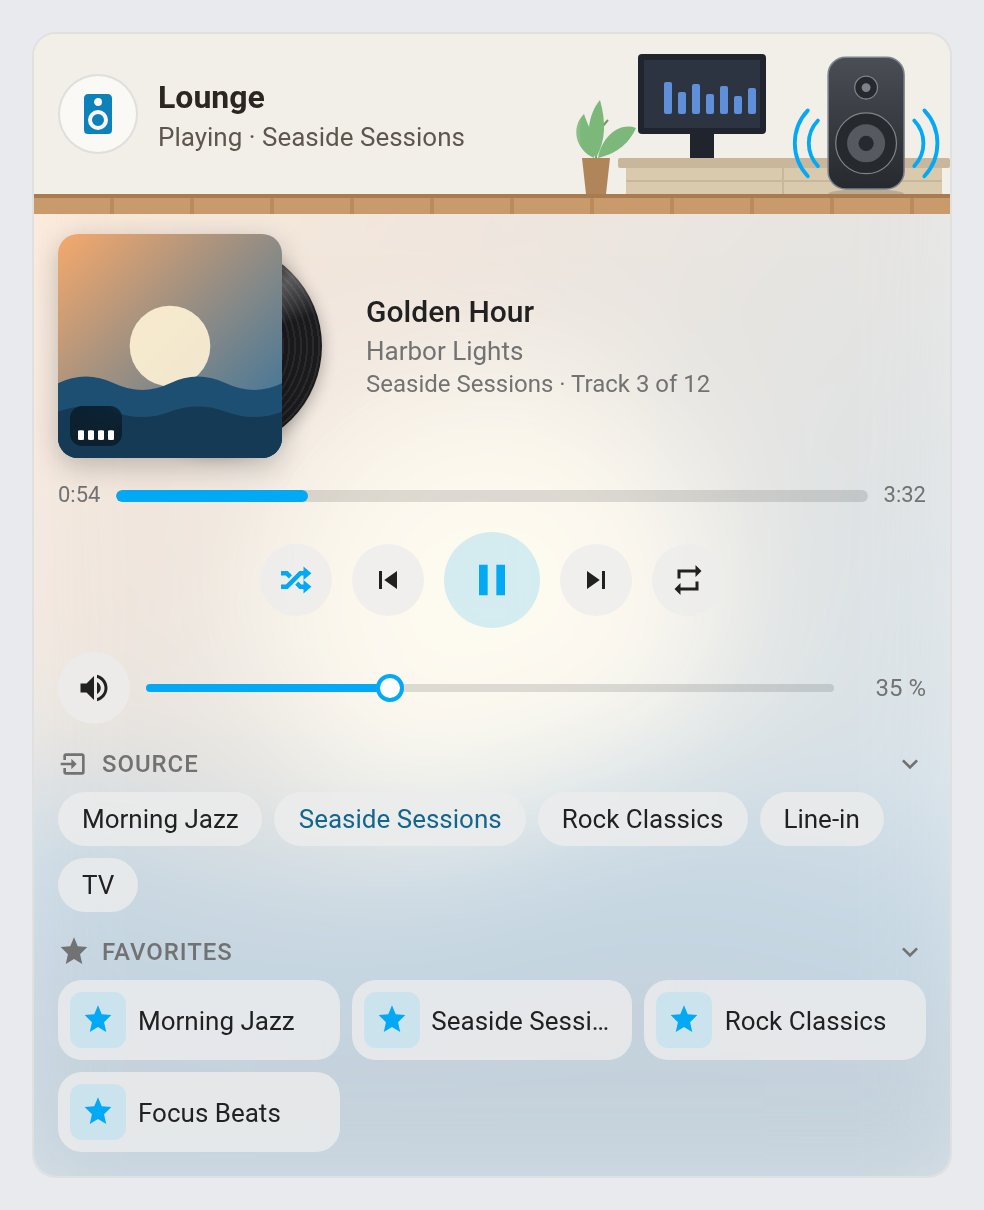 Lounge
Playing · Seaside Sessions
Golden Hour
Harbor Lights
Seaside Sessions · Track 3 of 12
0:54 3:32
35 %
SOURCE
Morning Jazz Seaside Sessions Rock Classics Line-in
TV
FAVORITES
Morning Jazz Seaside Sessi... Rock Classics
Focus Beats